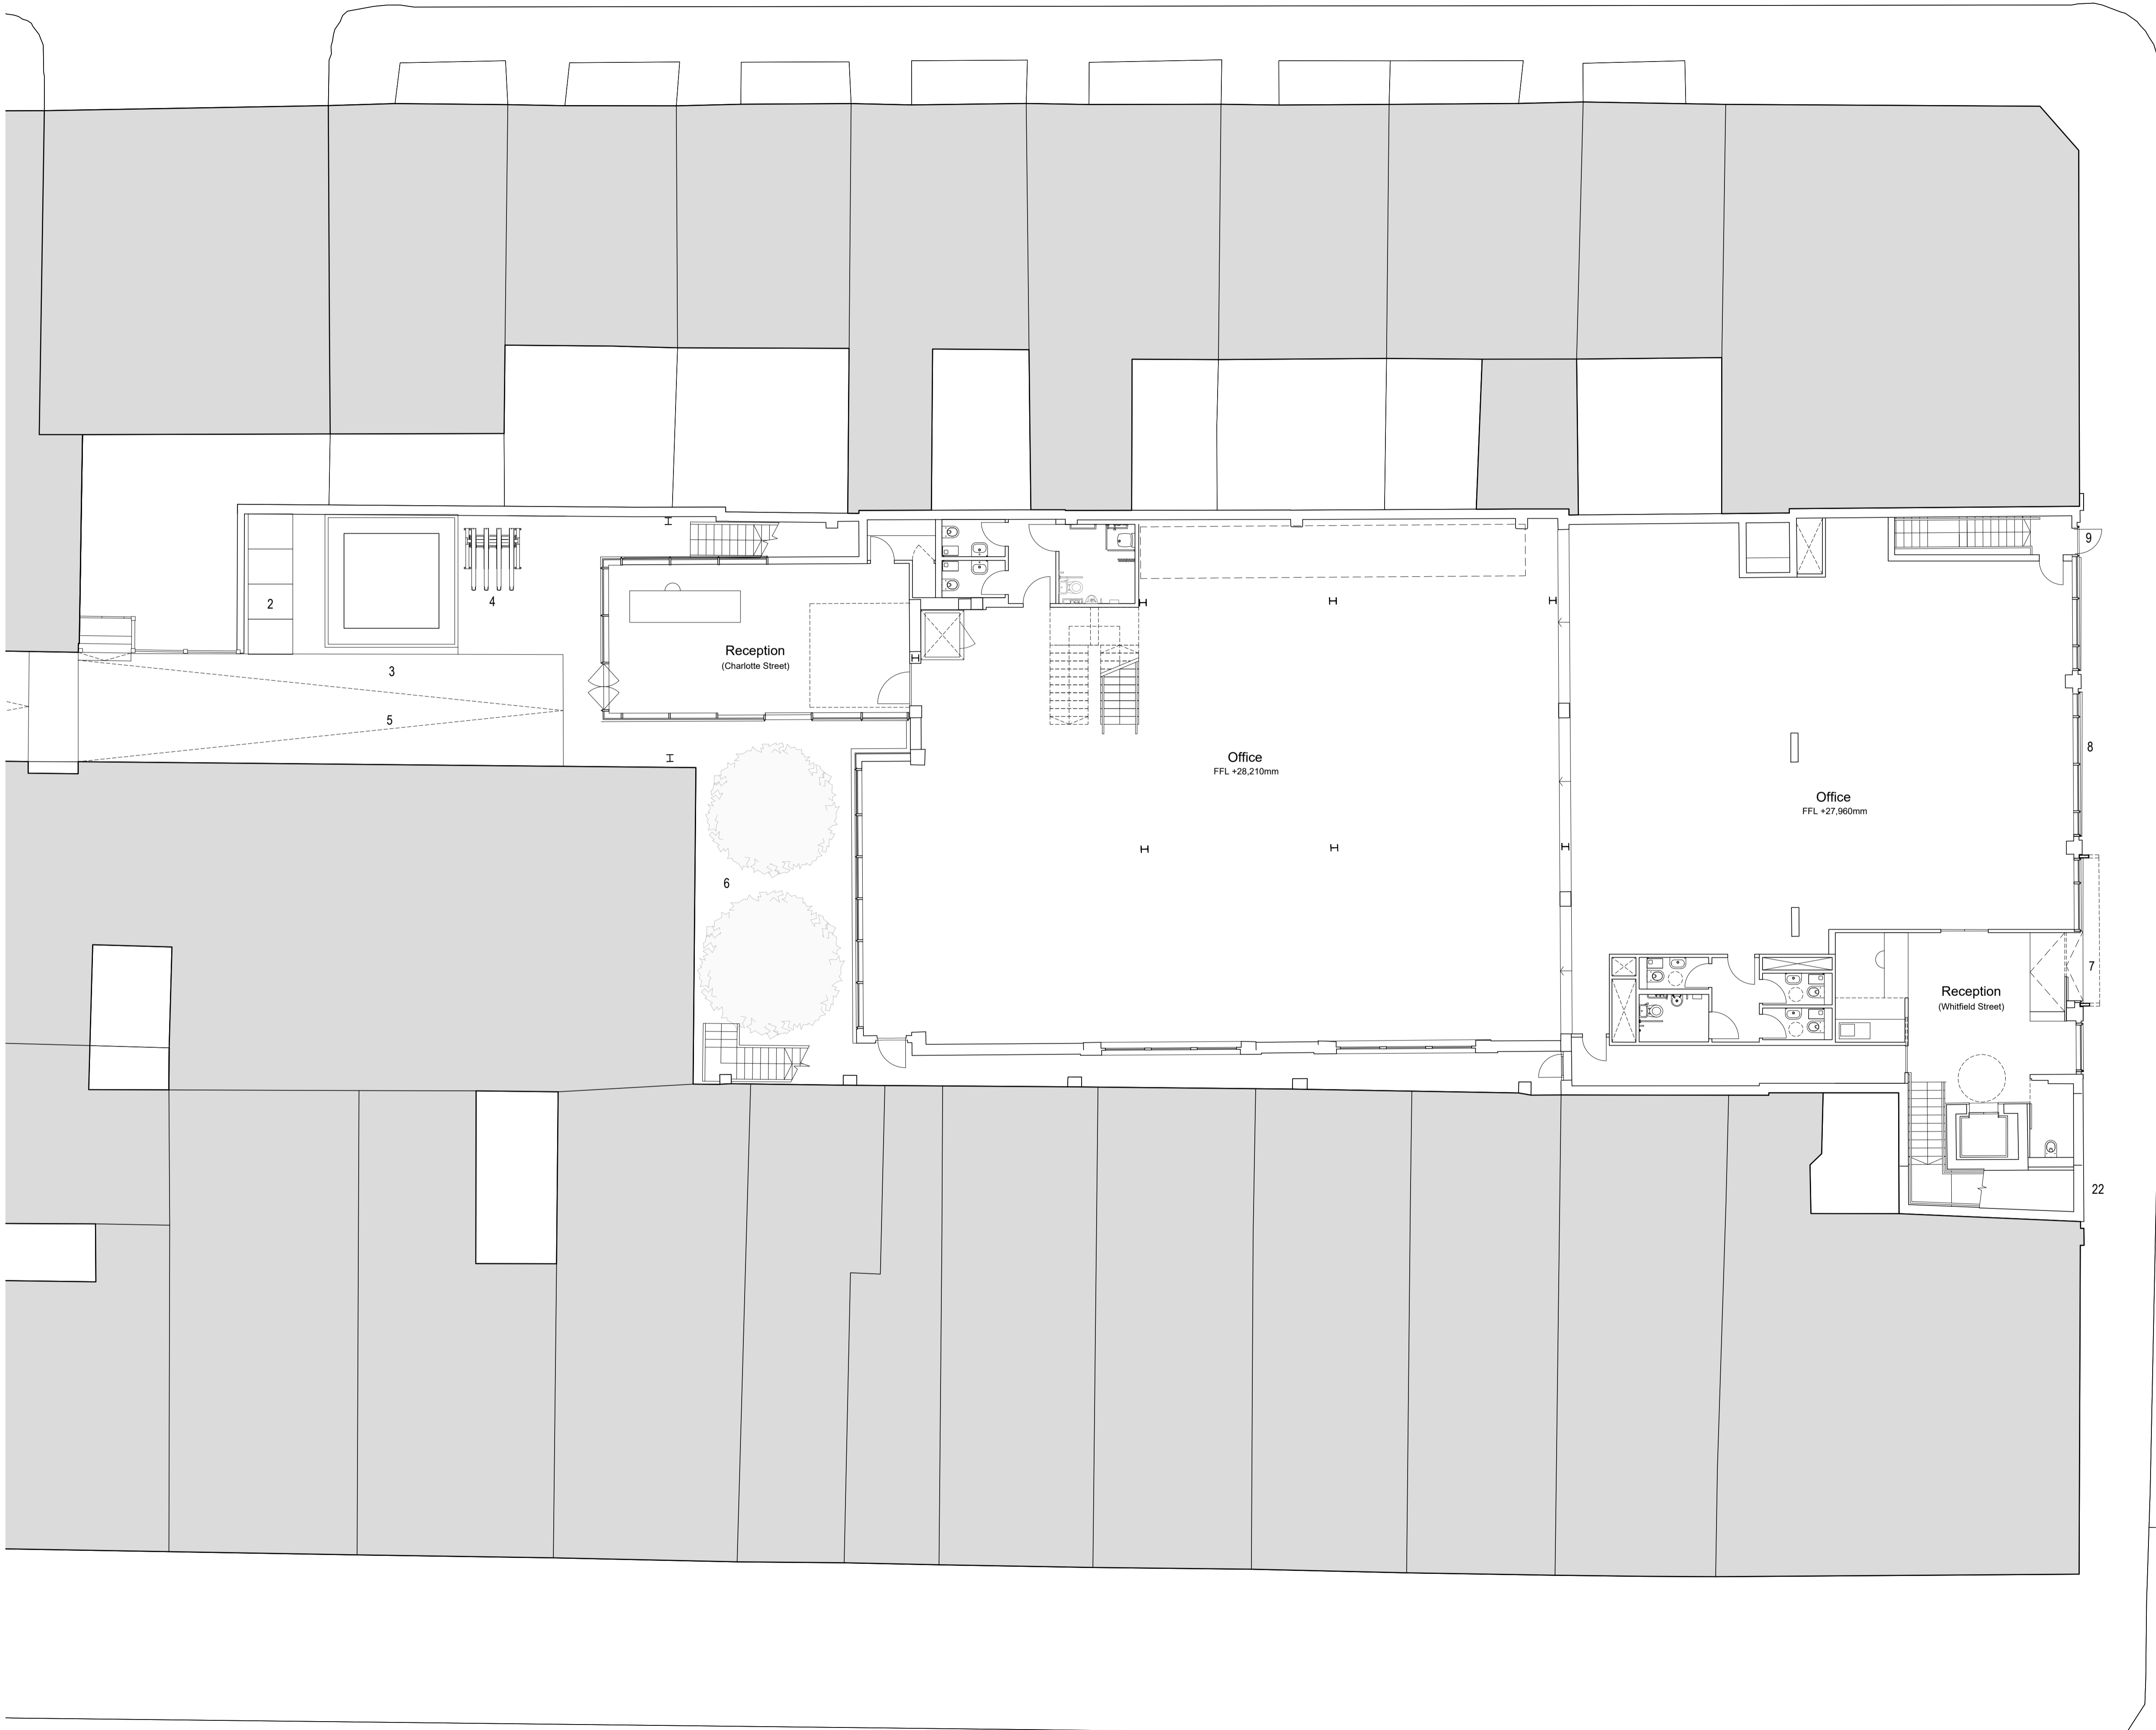 9
2
4
Reception
(Charlotte Street)
3
5
8
Office
FFL +28,210mm
Office
FFL +27,960mm
6
7
Reception
(Whitfield Street)
22